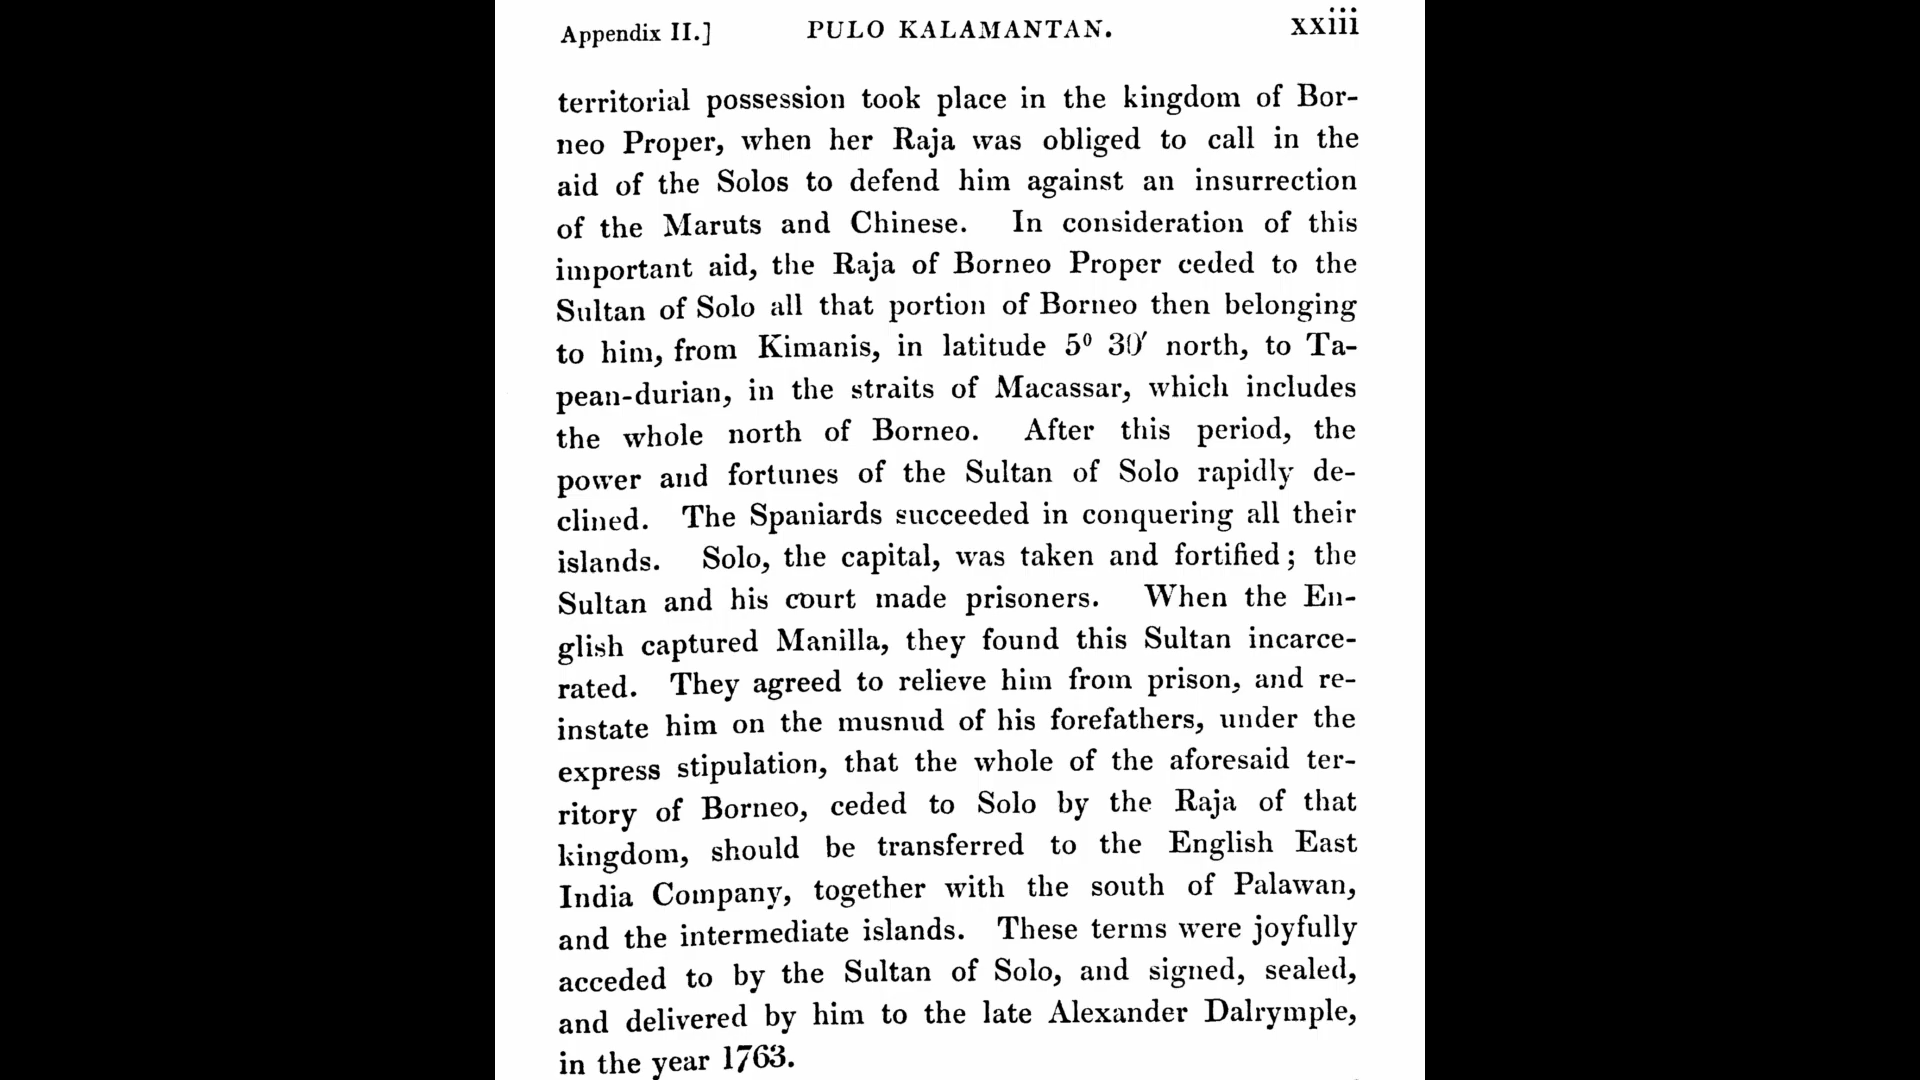 Appendix II.] PULO KALAMANTAN. xxiii
territorial possession took place in the kingdom of Bor-
neo Proper, when her Raja was obliged to call in the
aid of the Solos to defend him against an insurrection
of the Maruts and Chinese. In consideration of this
important aid, the Raja of Borneo Proper ceded to the
Sultan of Solo all that portion of Borneo then belonging
to him, from Kimanis, in latitude 5⁰ 30′ north, to Ta-
pean-durian, in the straits of Macassar, which includes
the whole north of Borneo. After this period, the
power and fortunes of the Sultan of Solo rapidly de-
clined. The Spaniards succeeded in conquering all their
islands. Solo, the capital, was taken and fortified; the
Sultan and his court made prisoners. When the En-
glish captured Manilla, they found this Sultan incarce-
rated. They agreed to relieve him from prison, and re-
instate him on the musnud of his forefathers, under the
express stipulation, that the whole of the aforesaid ter-
ritory of Borneo, ceded to Solo by the Raja of that
kingdom, should be transferred to the English East
India Company, together with the south of Palawan,
and the intermediate islands. These terms were joyfully
acceded to by the Sultan of Solo, and signed, sealed,
and delivered by him to the late Alexander Dalrymple,
in the year 1763.